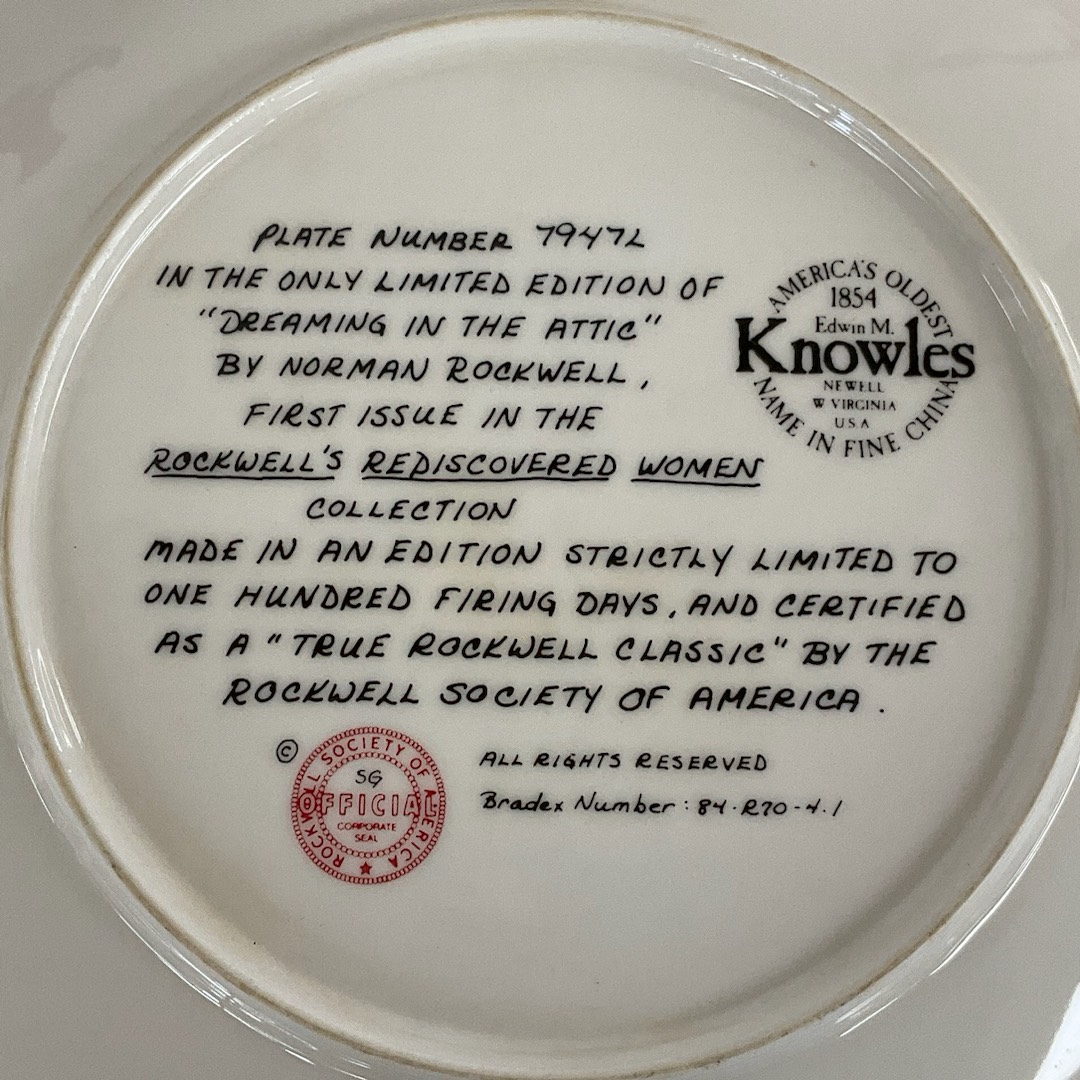 PLATE NUMBER 7947L
IN THE ONLY LIMITED EDITION OF
"DREAMING IN THE ATTIC"
BY NORMAN ROCKWELL,
FIRST ISSUE IN THE
ROCKWELL'S REDISCOVERED WOMEN
COLLECTION
MADE IN AN EDITION STRICTLY LIMITED TO
ONE HUNDRED FIRING DAYS, AND CERTIFIED
AS A "TRUE ROCKWELL CLASSIC" BY THE
ROCKWELL SOCIETY OF AMERICA.
AMERICA'S OLDEST
1854
Edwin M.
Knowles
NEWELL
W VIRGINIA
USA
NAME IN FINE CHINA
©
ROCKWELL SOCIETY OF AMERICA
SG
OFFICIAL
CORPORATE
SEAL
ALL RIGHTS RESERVED
Bradex Number: 84-R70-4.1